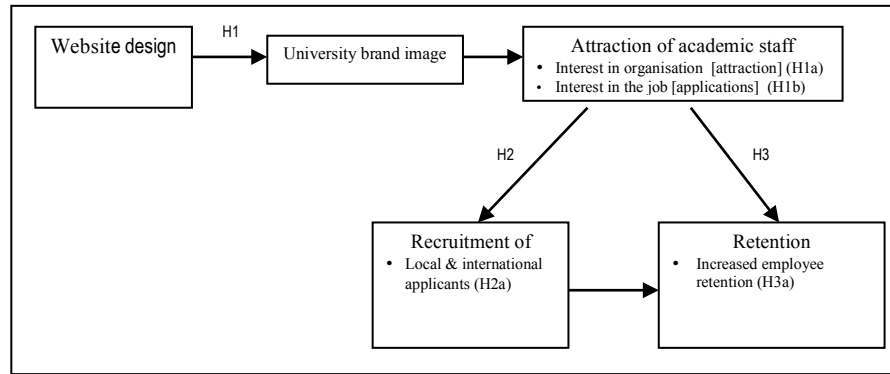 Website design
H1
University brand image
Attraction of academic staff
• Interest in organisation [attraction] (H1a)
• Interest in the job [applications] (H1b)
H2
H3
Recruitment of
• Local & international
applicants (H2a)
Retention
• Increased employee
retention (H3a)